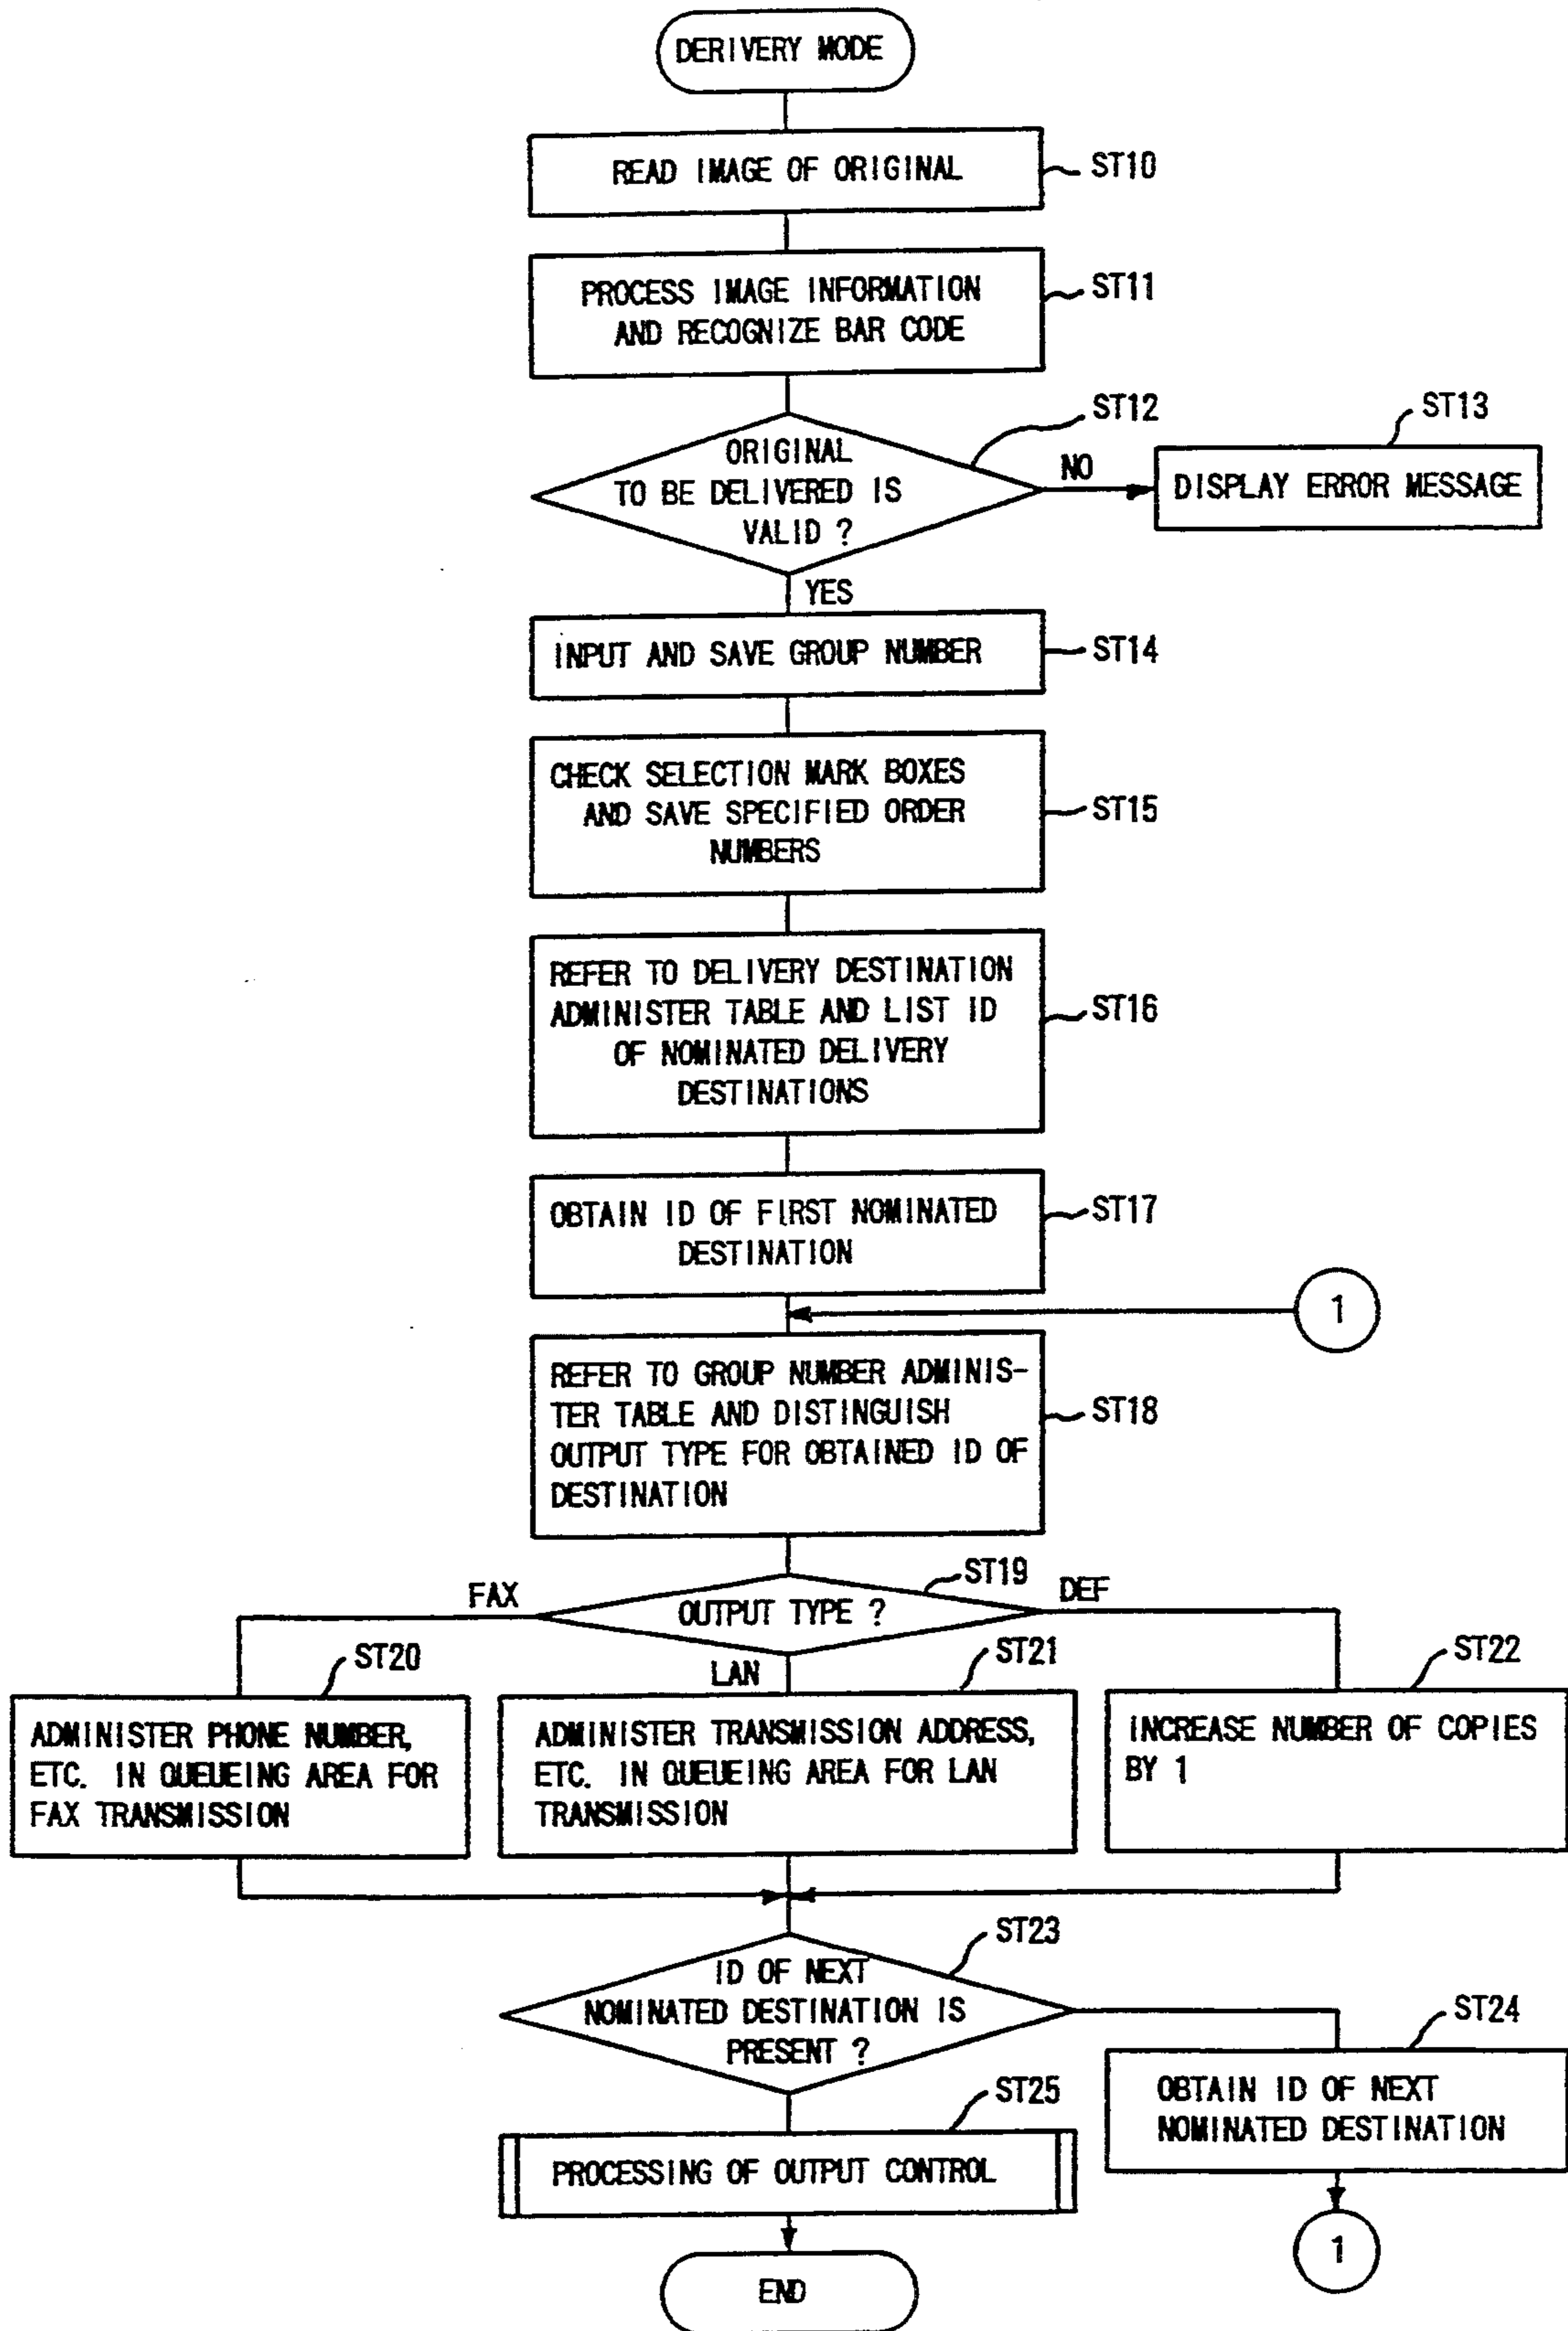 DERIVERY MODE
READ IMAGE OF ORIGINAL
ST10
PROCESS IMAGE INFORMATION
AND RECOGNIZE BAR CODE
ST11
ST12
ORIGINAL
TO BE DELIVERED IS
VALID ?
NO
ST13
DISPLAY ERROR MESSAGE
YES
INPUT AND SAVE GROUP NUMBER
ST14
CHECK SELECTION MARK BOXES
AND SAVE SPECIFIED ORDER
NUMBERS
ST15
REFER TO DELIVERY DESTINATION
ADMINISTER TABLE AND LIST ID
OF NOMINATED DELIVERY
DESTINATIONS
ST16
OBTAIN ID OF FIRST NOMINATED
DESTINATION
ST17
1
REFER TO GROUP NUMBER ADMINIS-
TER TABLE AND DISTINGUISH
OUTPUT TYPE FOR OBTAINED ID OF
DESTINATION
ST18
ST19
OUTPUT TYPE ?
FAX
LAN
DEF
ST20
ADMINISTER PHONE NUMBER,
ETC. IN QUEUEING AREA FOR
FAX TRANSMISSION
ST21
ADMINISTER TRANSMISSION ADDRESS,
ETC. IN QUEUEING AREA FOR LAN
TRANSMISSION
ST22
INCREASE NUMBER OF COPIES
BY 1
ST23
ID OF NEXT
NOMINATED DESTINATION IS
PRESENT ?
ST24
OBTAIN ID OF NEXT
NOMINATED DESTINATION
1
ST25
PROCESSING OF OUTPUT CONTROL
END